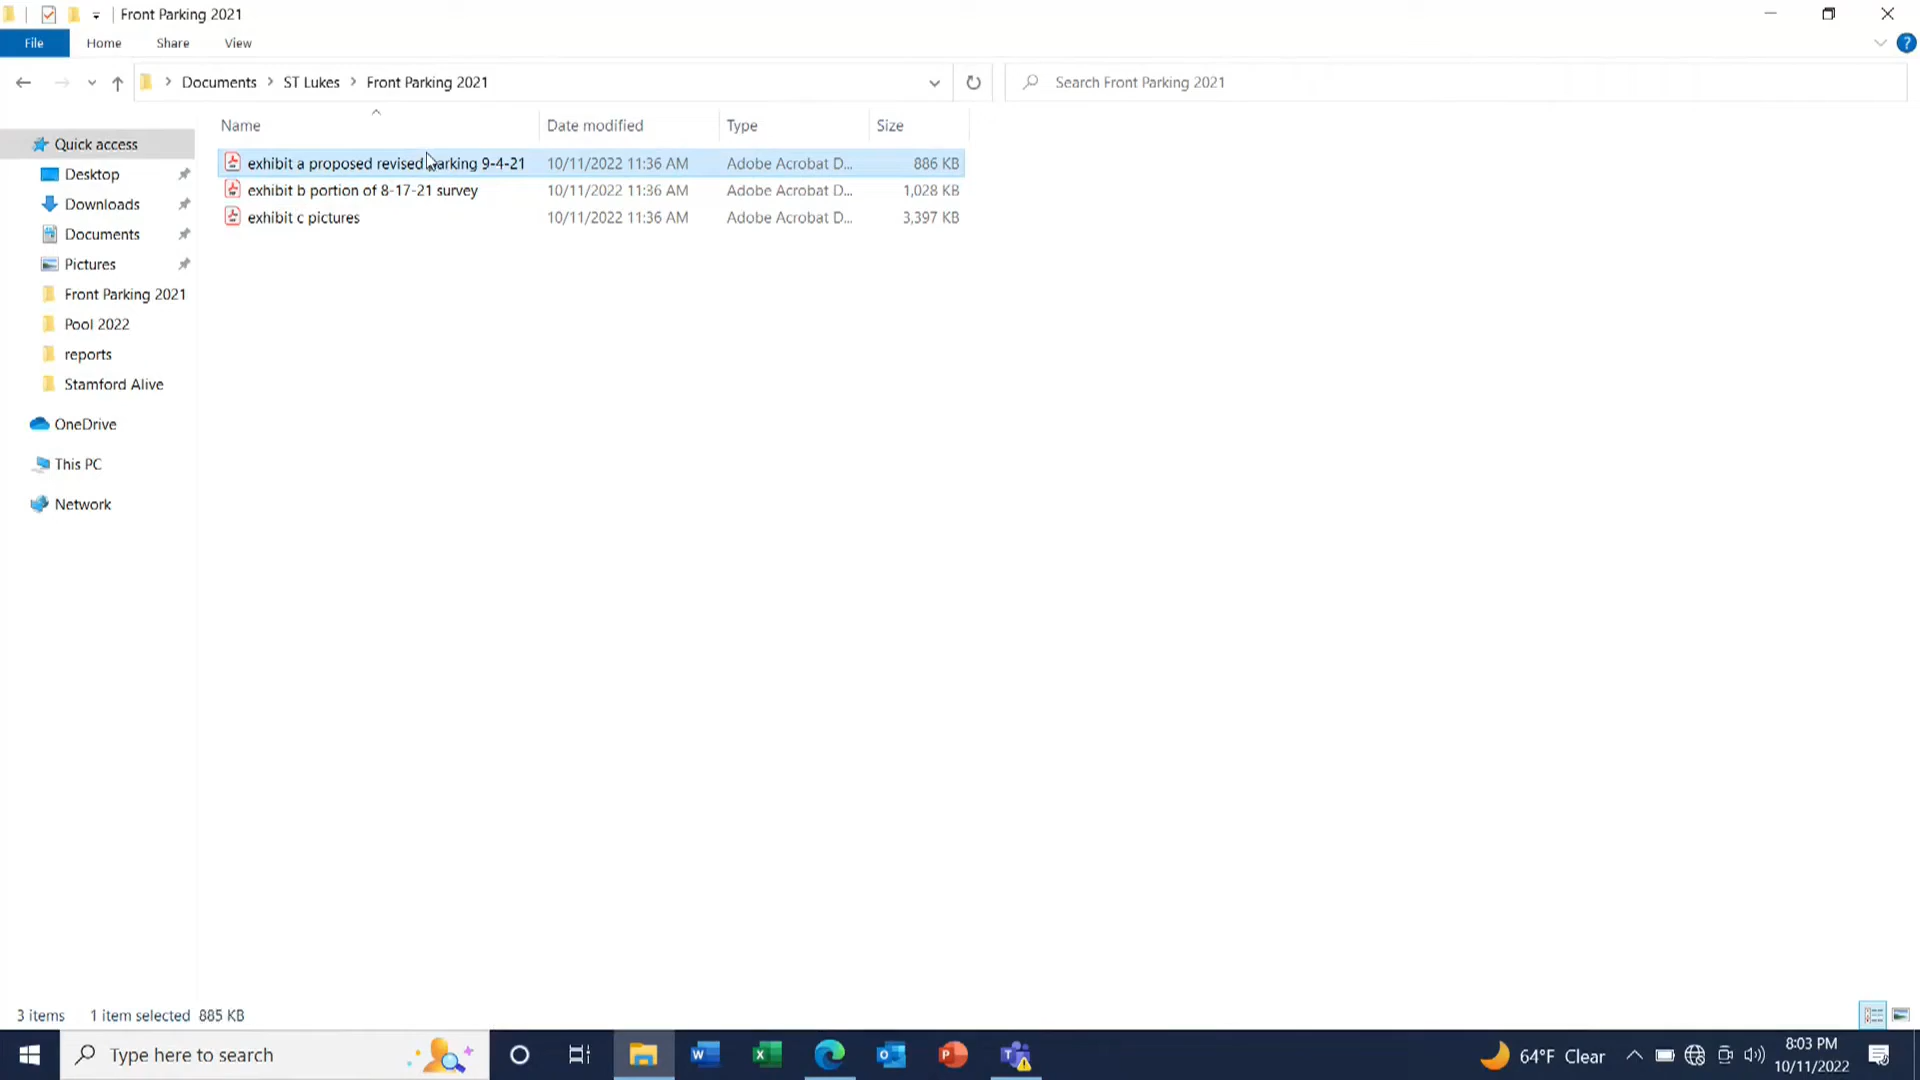 Front Parking 2021
File Home Share View
Documents > ST Lukes > Front Parking 2021
Search Front Parking 2021
Name Date modified Type Size
exhibit a proposed revised parking 9-4-21 10/11/2022 11:36 AM Adobe Acrobat D... 886 KB
exhibit b portion of 8-17-21 survey 10/11/2022 11:36 AM Adobe Acrobat D... 1,028 KB
exhibit c pictures 10/11/2022 11:36 AM Adobe Acrobat D... 3,397 KB
Quick access
Desktop
Downloads
Documents
Pictures
Front Parking 2021
Pool 2022
reports
Stamford Alive
OneDrive
This PC
Network
3 items 1 item selected 885 KB
Type here to search
64°F Clear
8:03 PM
10/11/2022